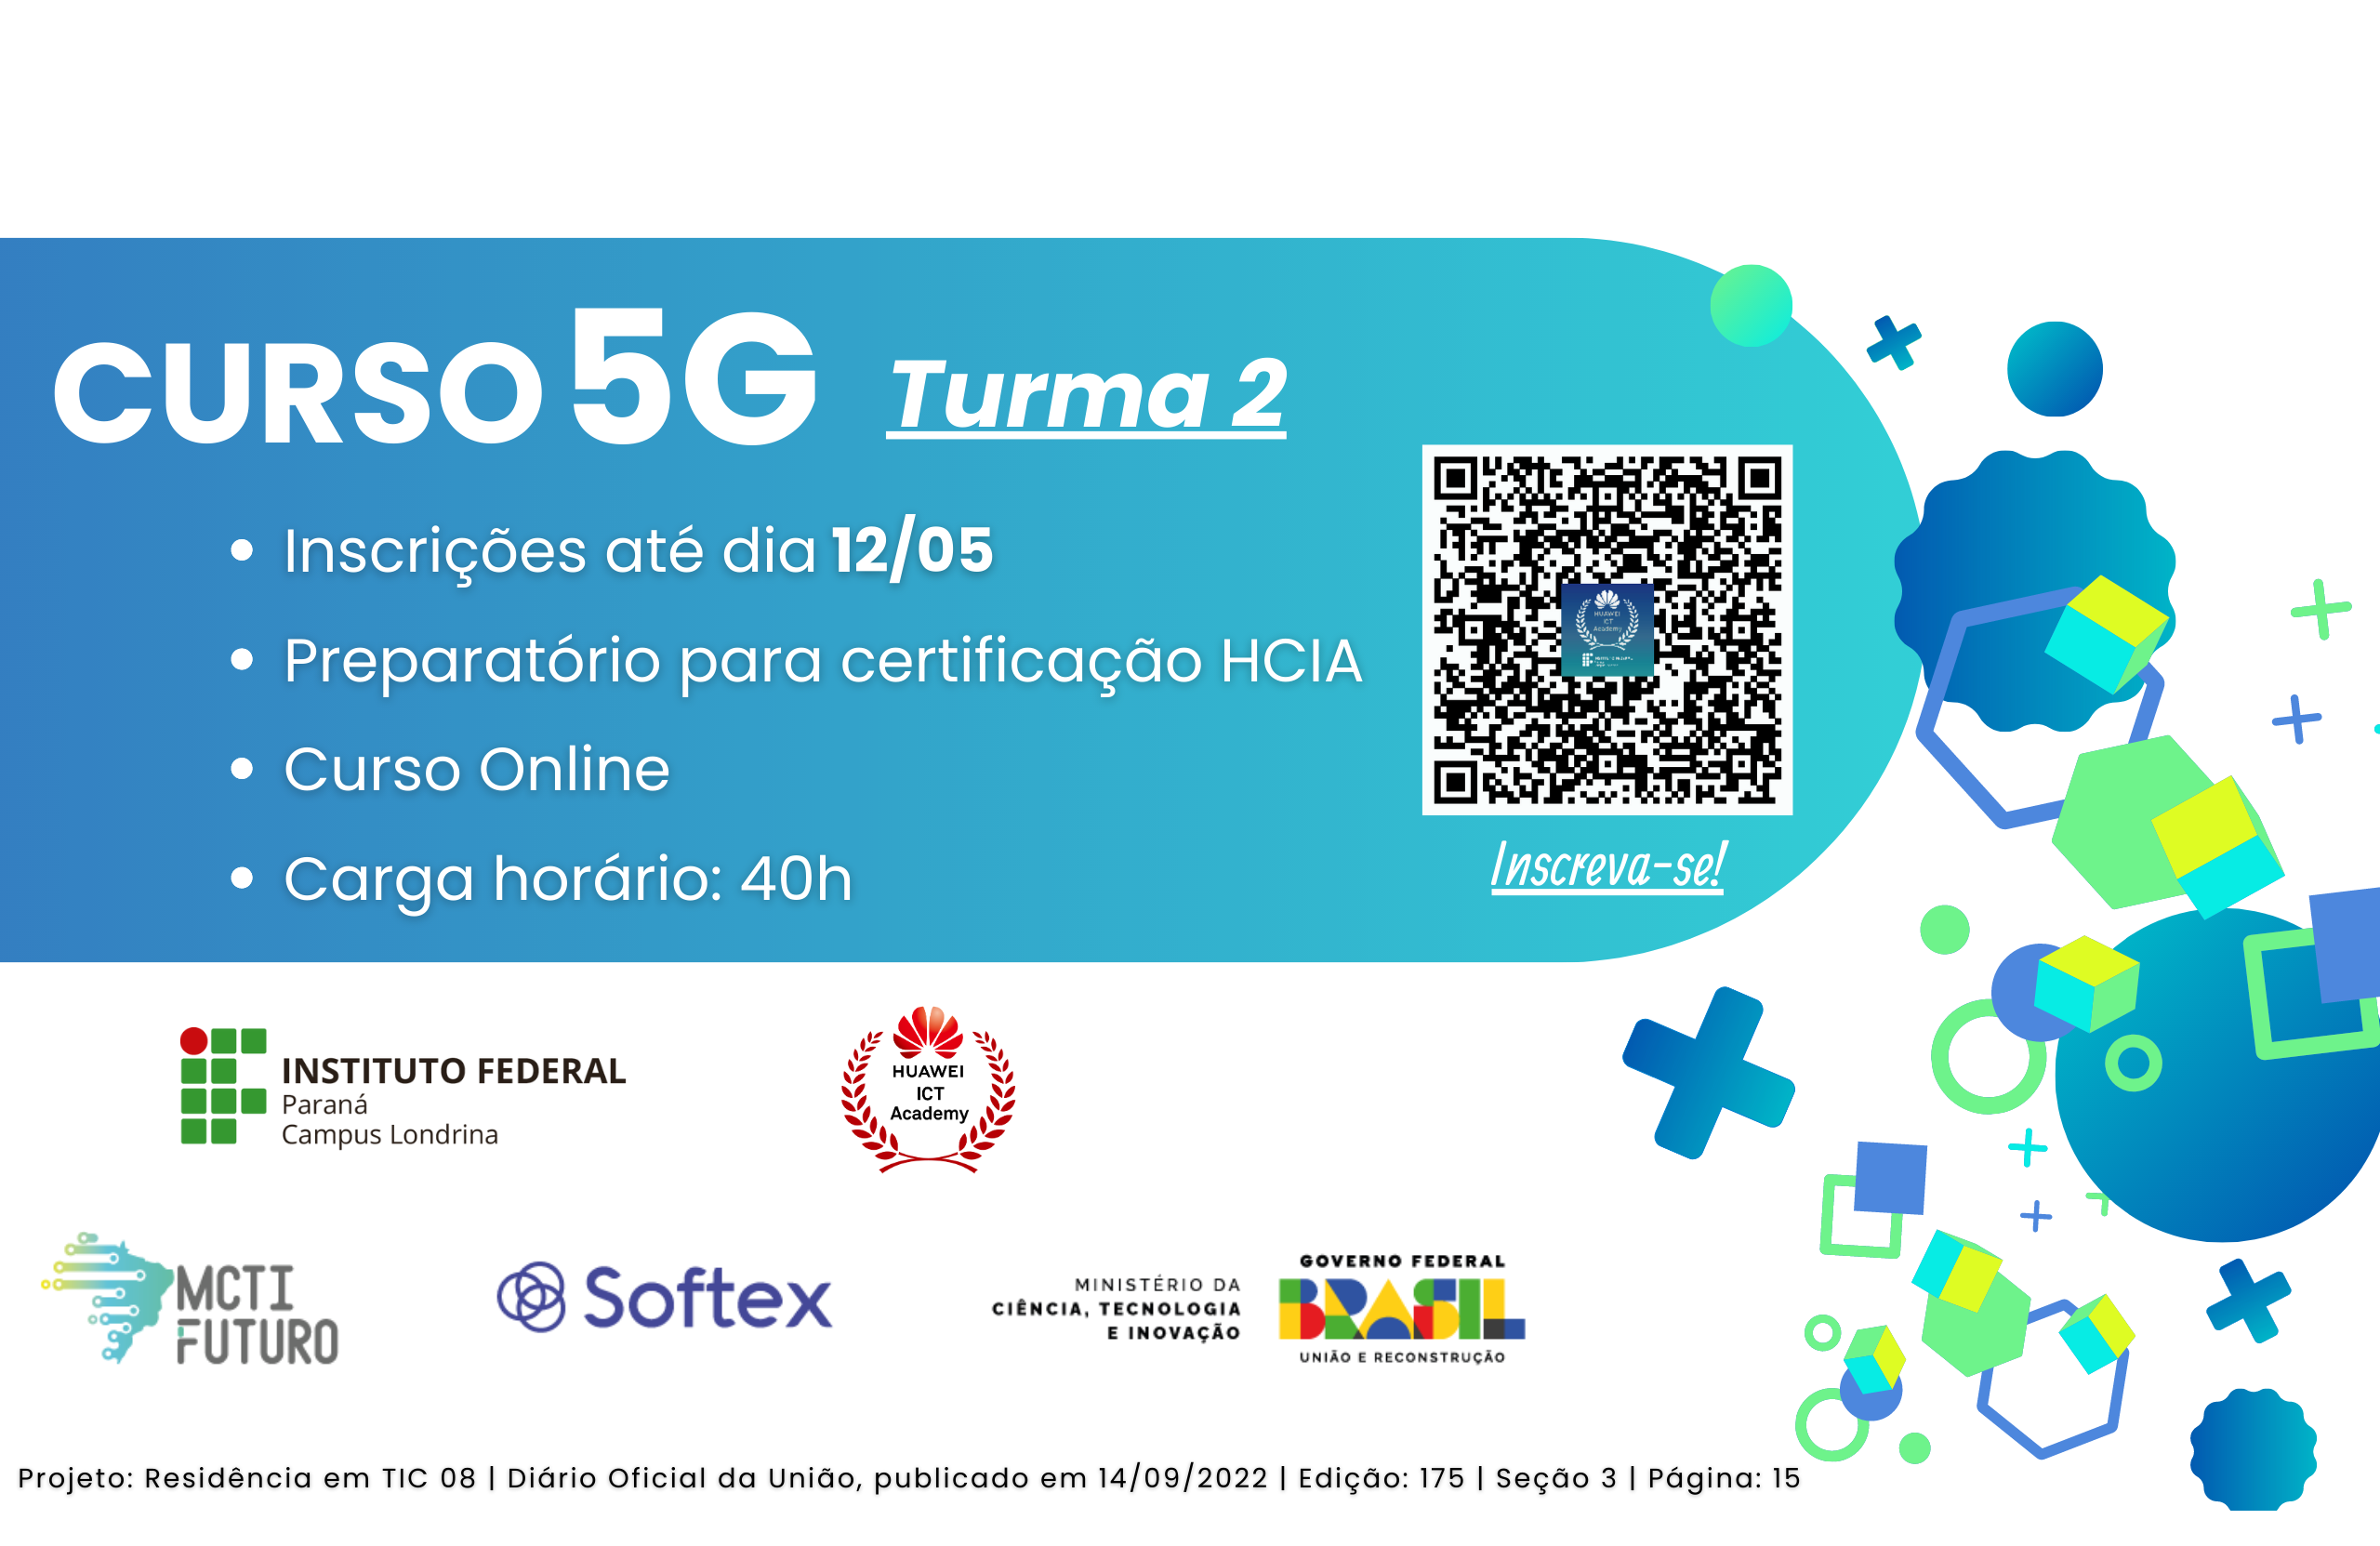 CURSO 5G Turma 2
Inscrições até dia 12/05
Preparatório para certificação HCIA
Curso Online
Carga horário: 40h
HUAWEI
ICT
Academy
Inscreva-se!
INSTITUTO FEDERAL
Paraná
Campus Londrina
HUAWEI
ICT
Academy
MCTI
FUTURO
Softex
MINISTÉRIO DA
CIÊNCIA, TECNOLOGIA
E INOVAÇÃO
GOVERNO FEDERAL
BRASIL
UNIÃO E RECONSTRUÇÃO
Projeto: Residência em TIC 08 | Diário Oficial da União, publicado em 14/09/2022 | Edição: 175 | Seção 3 | Página: 15